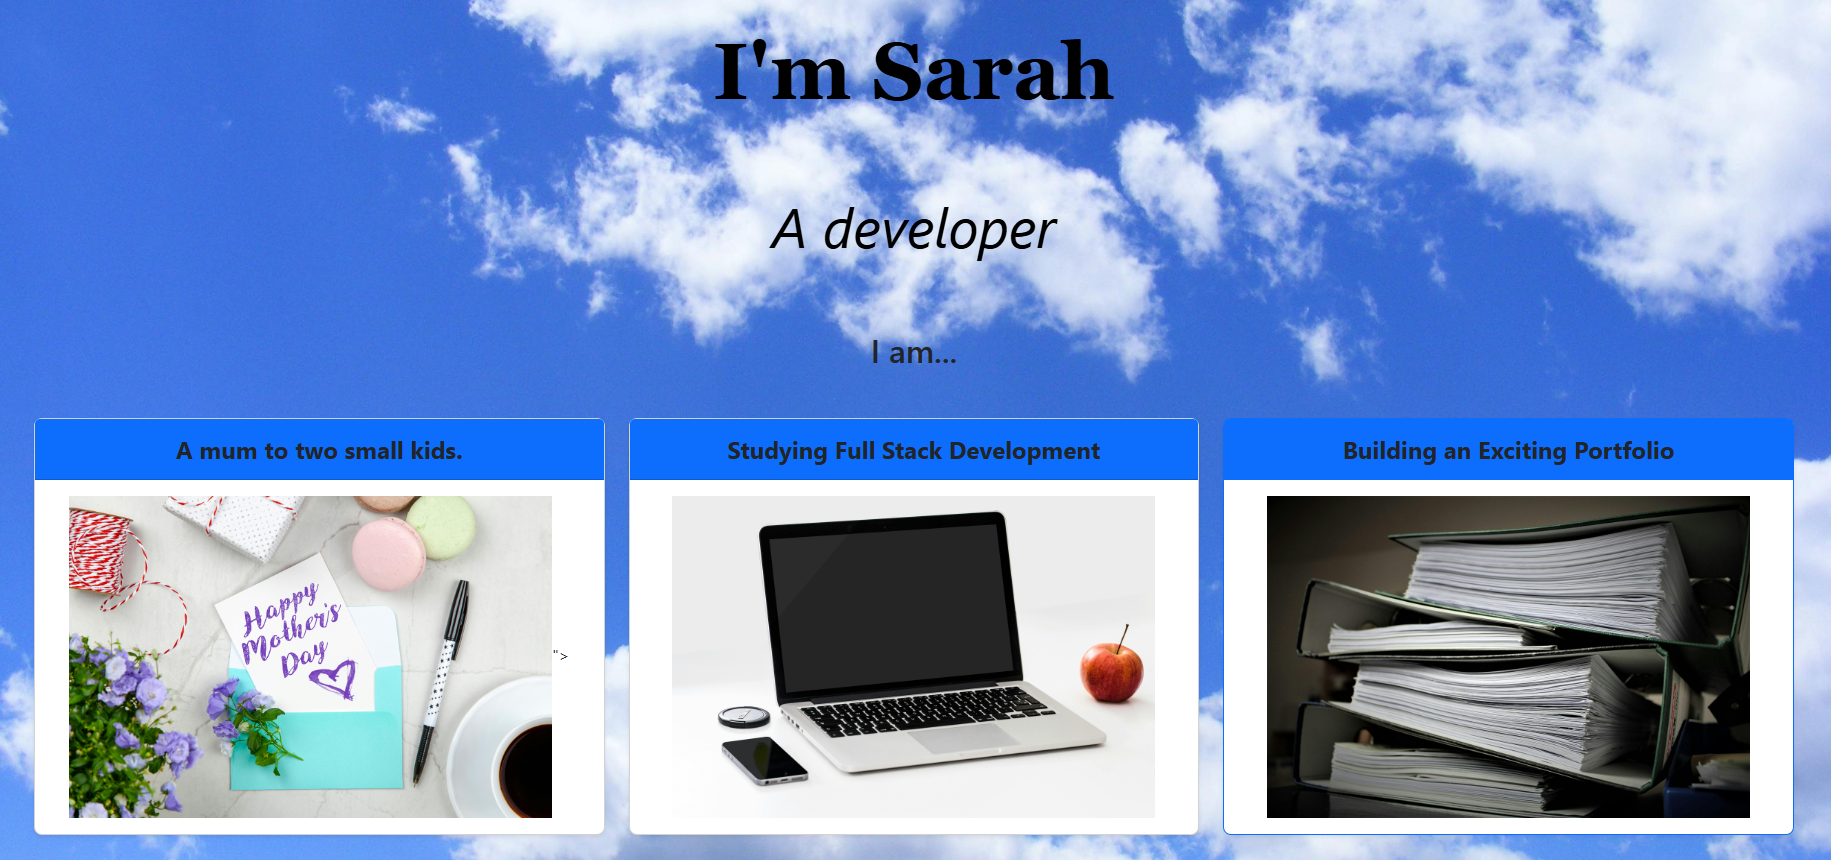 I'm Sarah
A developer
I am...
A mum to two small kids.
Happy
Mother's
Day
">
Studying Full Stack Development
Building an Exciting Portfolio